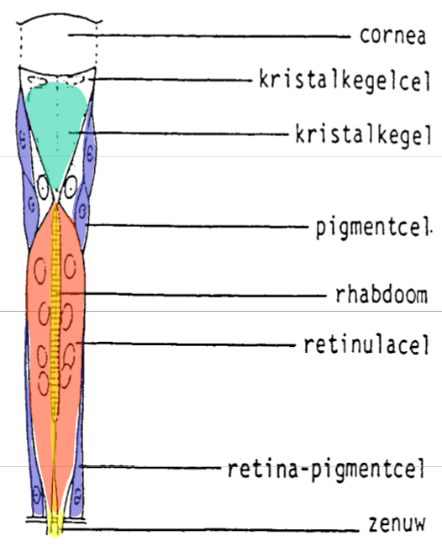 cornea
kristalkegelcel
kristalkegel
pigmentcel.
rhabdoom
retinulacel
retina-pigmentcel
zenuw